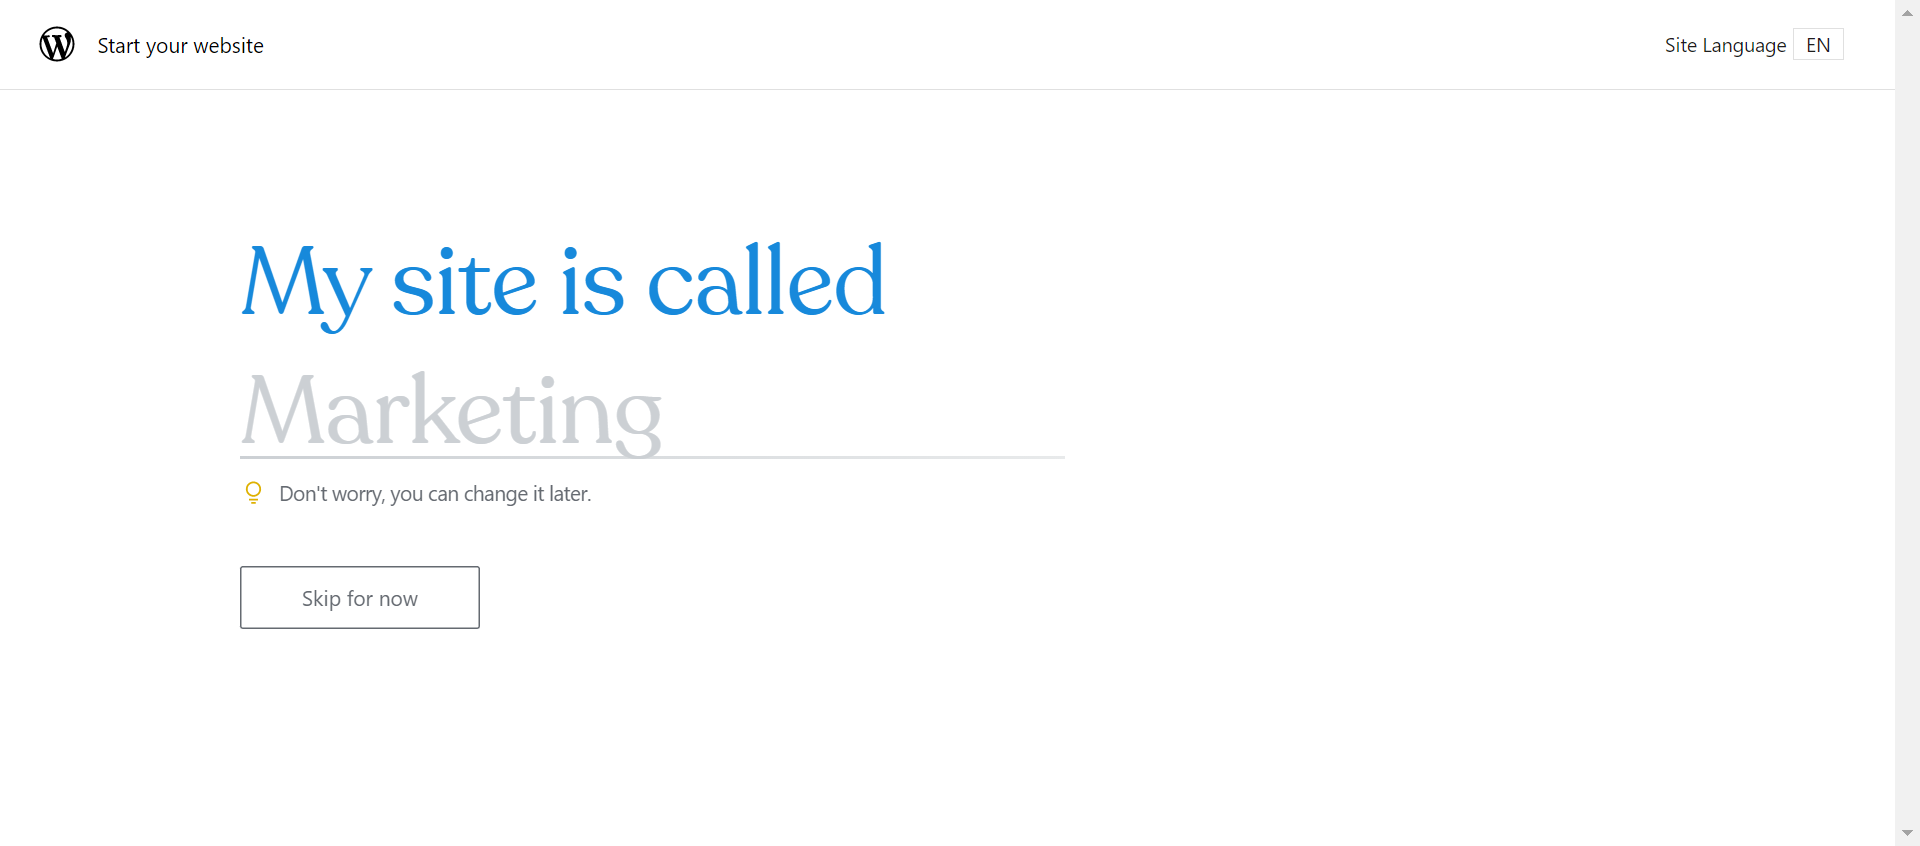 Start your website
Site Language EN
My site is called
Marketing
Don't worry, you can change it later.
Skip for now